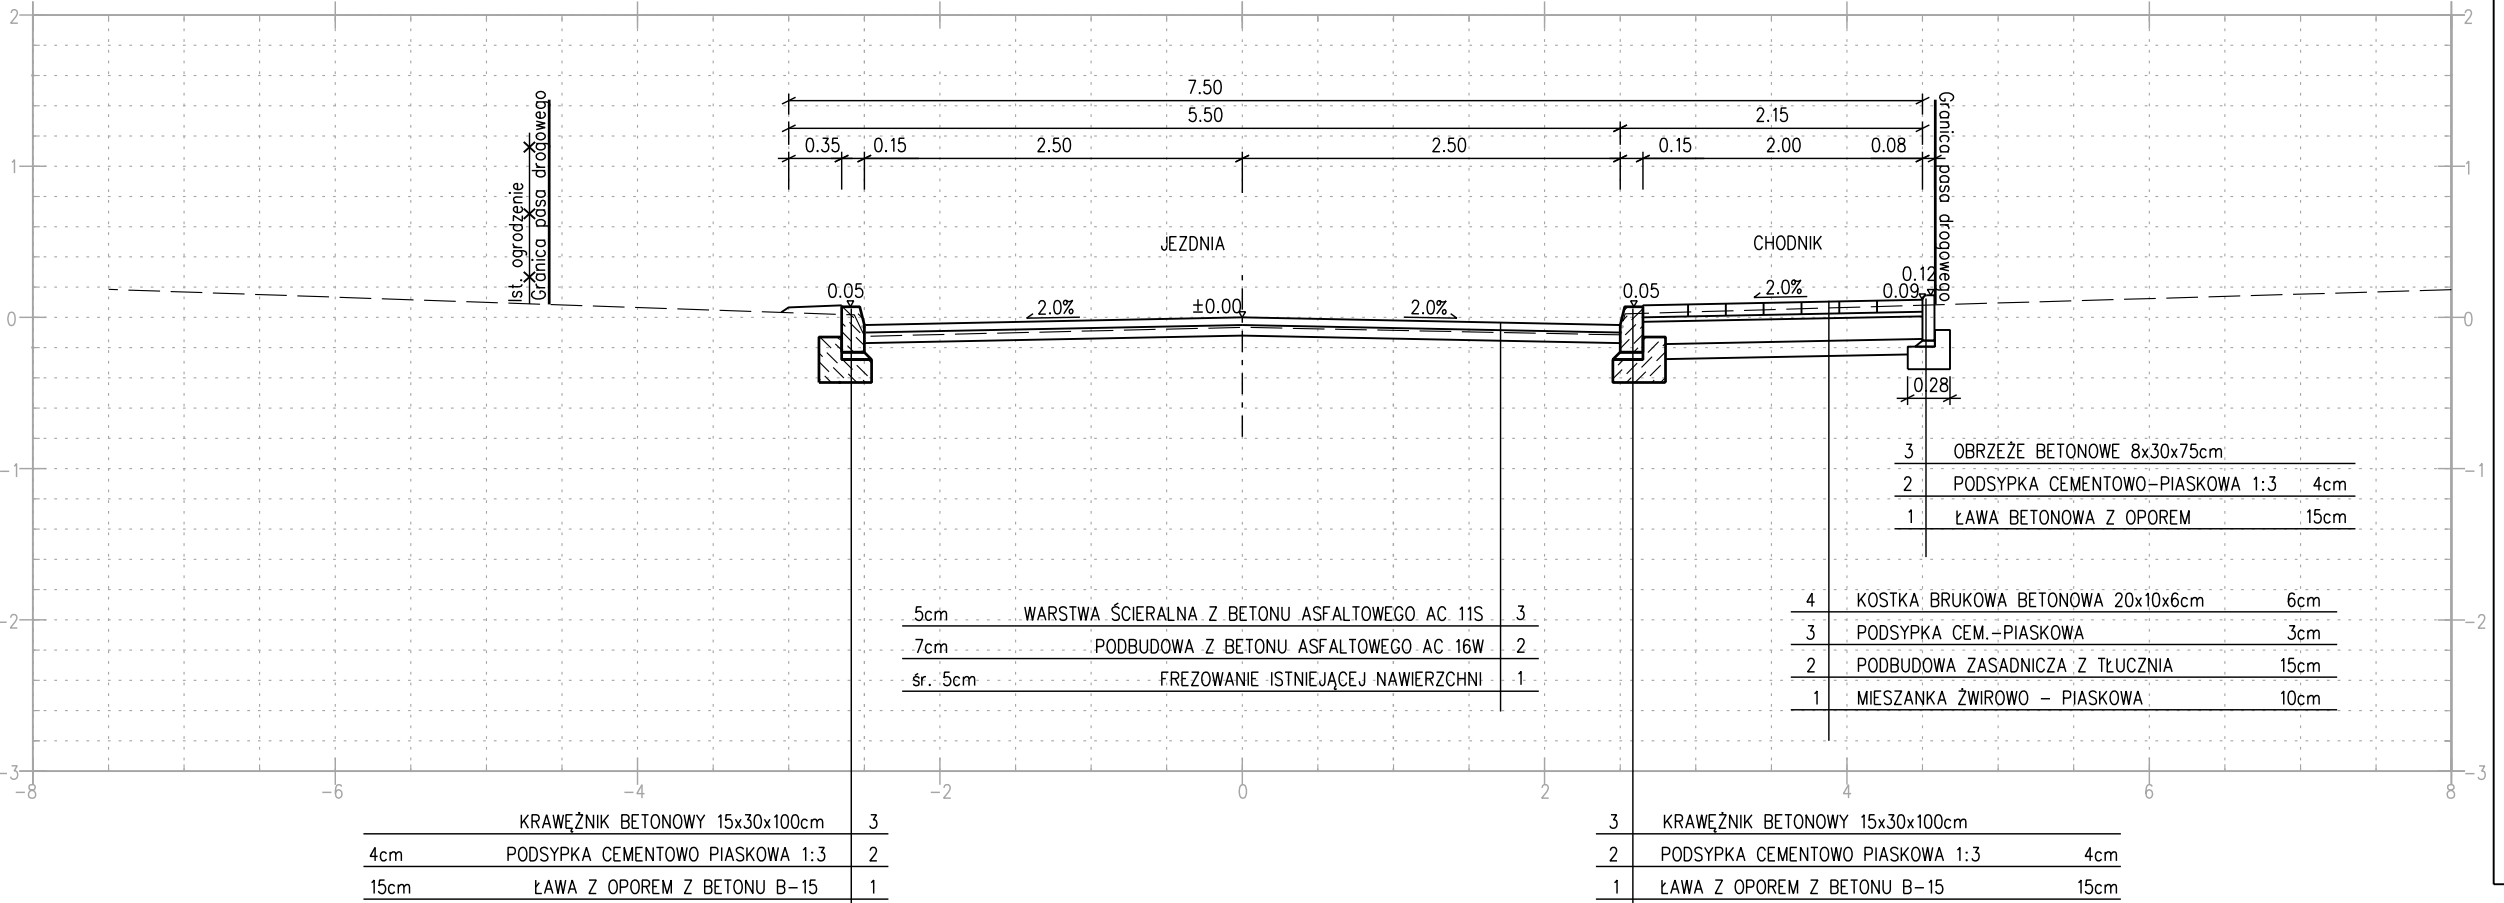 2
2
7.50
5.50
2.15
0.35
0.15
2.50
2.50
0.15
2.00
0.08
1
1
Ist. ogrodzenie
Granica pasa drogowego
Granica pasa drogowego
JEZDNIA
CHODNIK
0.05
2.0%
±0.00
2.0%
0.05
2.0%
0.09
0.12
0
0
0.28
3 OBRZEŻE BETONOWE 8x30x75cm
2 PODSYPKA CEMENTOWO-PIASKOWA 1:3 4cm
1 ŁAWA BETONOWA Z OPOREM 15cm
-1
-1
5cm WARSTWA ŚCIERALNA Z BETONU ASFALTOWEGO AC 11S 3
7cm PODBUDOWA Z BETONU ASFALTOWEGO AC 16W 2
śr. 5cm FREZOWANIE ISTNIEJĄCEJ NAWIERZCHNI 1
4 KOSTKA BRUKOWA BETONOWA 20x10x6cm 6cm
3 PODSYPKA CEM.-PIASKOWA 3cm
2 PODBUDOWA ZASADNICZA Z TŁUCZNIA 15cm
1 MIESZANKA ŻWIROWO - PIASKOWA 10cm
-2
-2
-3
-3
-8 -6 -4 -2 0 2 4 6 8
KRAWĘŻNIK BETONOWY 15x30x100cm 3
4cm PODSYPKA CEMENTOWO PIASKOWA 1:3 2
15cm ŁAWA Z OPOREM Z BETONU B-15 1
3 KRAWĘŻNIK BETONOWY 15x30x100cm
2 PODSYPKA CEMENTOWO PIASKOWA 1:3 4cm
1 ŁAWA Z OPOREM Z BETONU B-15 15cm